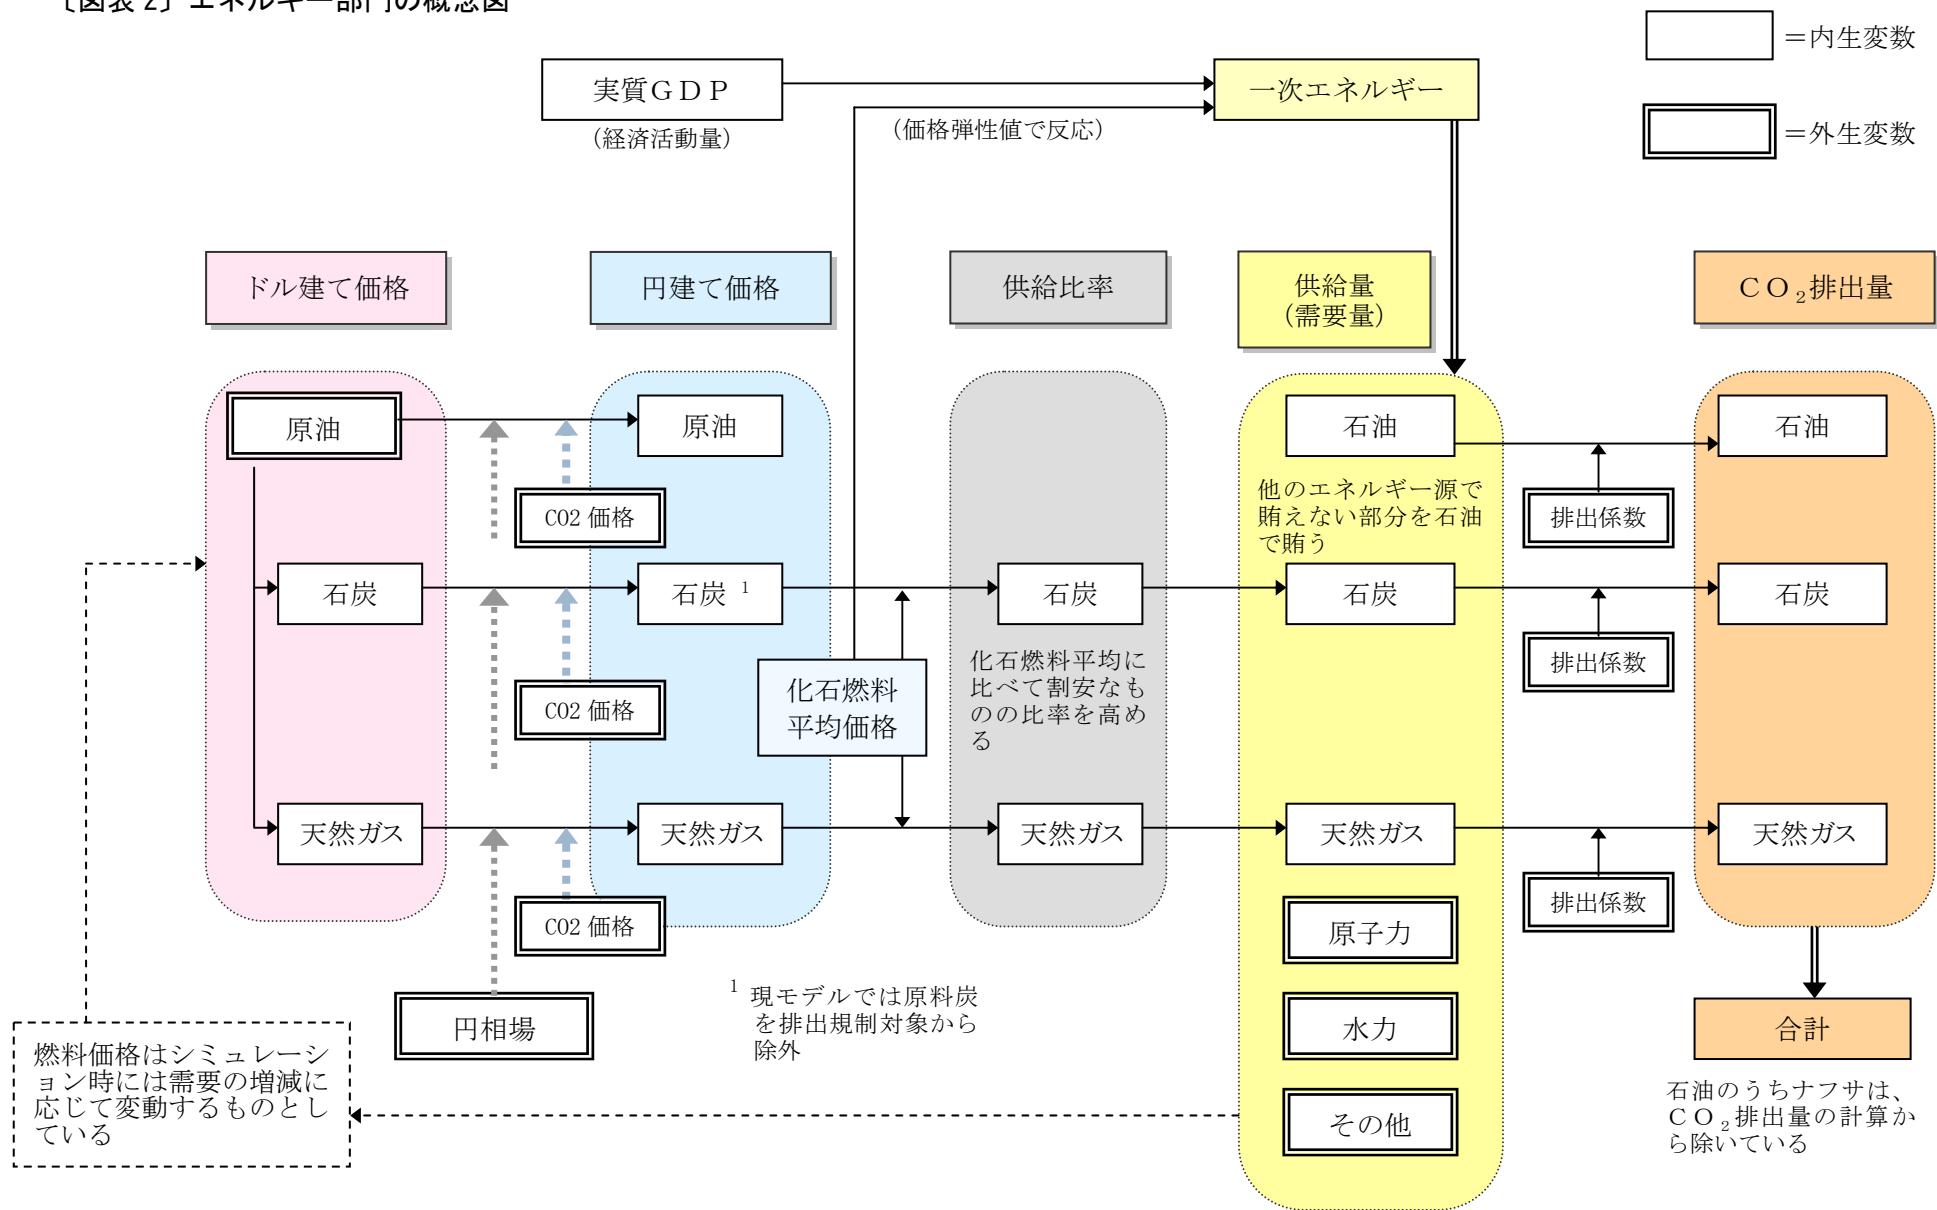 〔図表 2〕エネルギー部門の概念図
＝内生変数
＝外生変数
実質ＧＤＰ
（経済活動量）
一次エネルギー
（価格弾性値で反応）
ドル建て価格
円建て価格
供給比率
供給量
（需要量）
ＣＯ₂排出量
原油
原油
石油
石油
CO2 価格
排出係数
他のエネルギー源で
賄えない部分を石油
で賄う
石炭
石炭 ¹
石炭
石炭
石炭
CO2 価格
排出係数
化石燃料
平均価格
化石燃料平均に
比べて割安なも
のの比率を高め
る
天然ガス
天然ガス
天然ガス
天然ガス
天然ガス
CO2 価格
排出係数
原子力
水力
その他
円相場
¹ 現モデルでは原料炭
を排出規制対象から
除外
合計
石油のうちナフサは、
ＣＯ₂排出量の計算か
ら除いている
燃料価格はシミュレーシ
ョン時には需要の増減に
応じて変動するものとし
ている